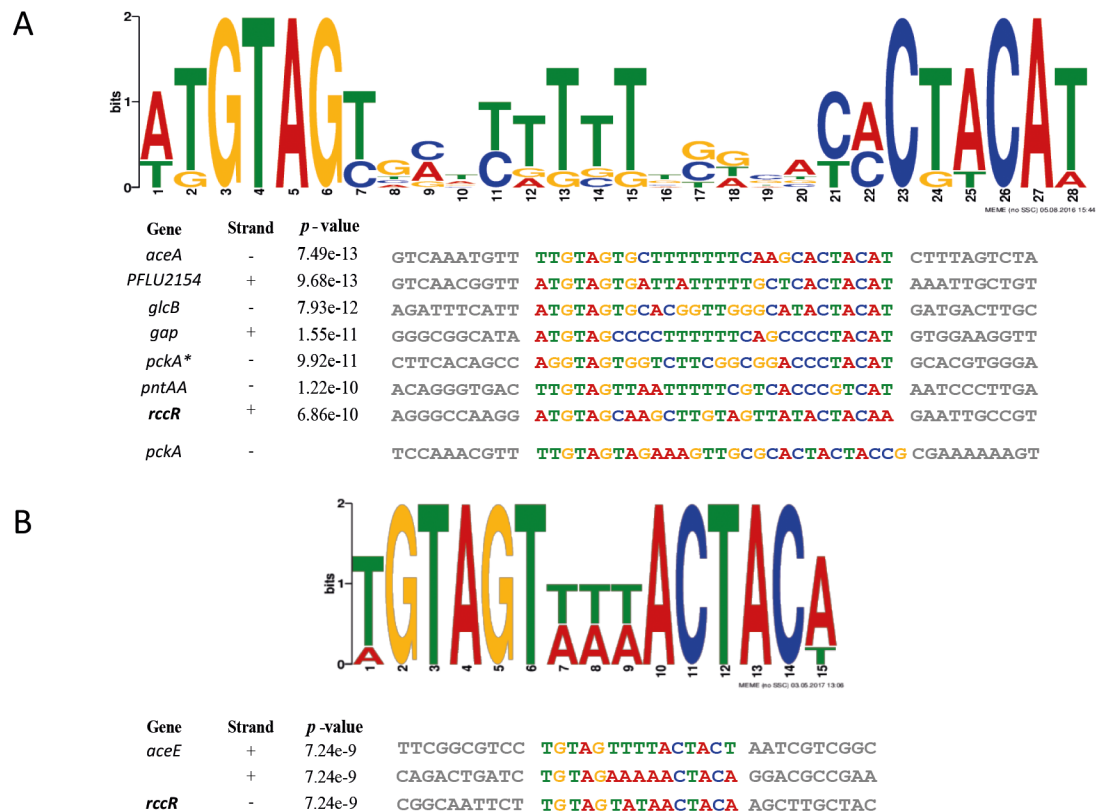 A
2
bits
1
0
1 2 3 4 5 6 7 8 9 10 11 12 13 14 15 16 17 18 19 20 21 22 23 24 25 26 27 28
MEME (no SSC) 05.08.2016 15:44
Gene Strand p-value
aceA - 7.49e-13 GTCAAATGTT TTGTAGTGCTTTTTTTCAAGCACTACAT CTTTAGTCTA
PFLU2154 + 9.68e-13 GTCAACGGTT ATGTAGTGATTATTTTTGCTCACTACAT AAATTGCTGT
glcB - 7.93e-12 AGATTTCATT ATGTAGTGCACGGTTGGGCATACTACAT GATGACTTGC
gap + 1.55e-11 GGGCGGCATA ATGTAGCCCCTTTTTTCAGCCCCTACAT GTGGAAGGTT
pckA* - 9.92e-11 CTTCACAGCC AGGTAGTGGTCTTCGGCGGACCCTACAT GCACGTGGGA
pntAA - 1.22e-10 ACAGGGTGAC TTGTAGTTAATTTTTCGTCACCCGTCAT AATCCCTTGA
rccR + 6.86e-10 AGGGCCAAGG ATGTAGCAAGCTTGTAGTTATACTACAA GAATTGCCGT
pckA - TCCAAACGTT TTGTAGTAGAAAGTTGCGCACTACTACCG CGAAAAAAGT
B
2
bits
1
0
1 2 3 4 5 6 7 8 9 10 11 12 13 14 15
MEME (no SSC) 03.05.2017 13:06
Gene Strand p-value
aceE + 7.24e-9 TTCGGCGTCC TGTAGTTTTACTACT AATCGTCGGC
+ 7.24e-9 CAGACTGATC TGTAGAAAAACTACA GGACGCCGAA
rccR - 7.24e-9 CGGCAATTCT TGTAGTATAACTACA AGCTTGCTAC